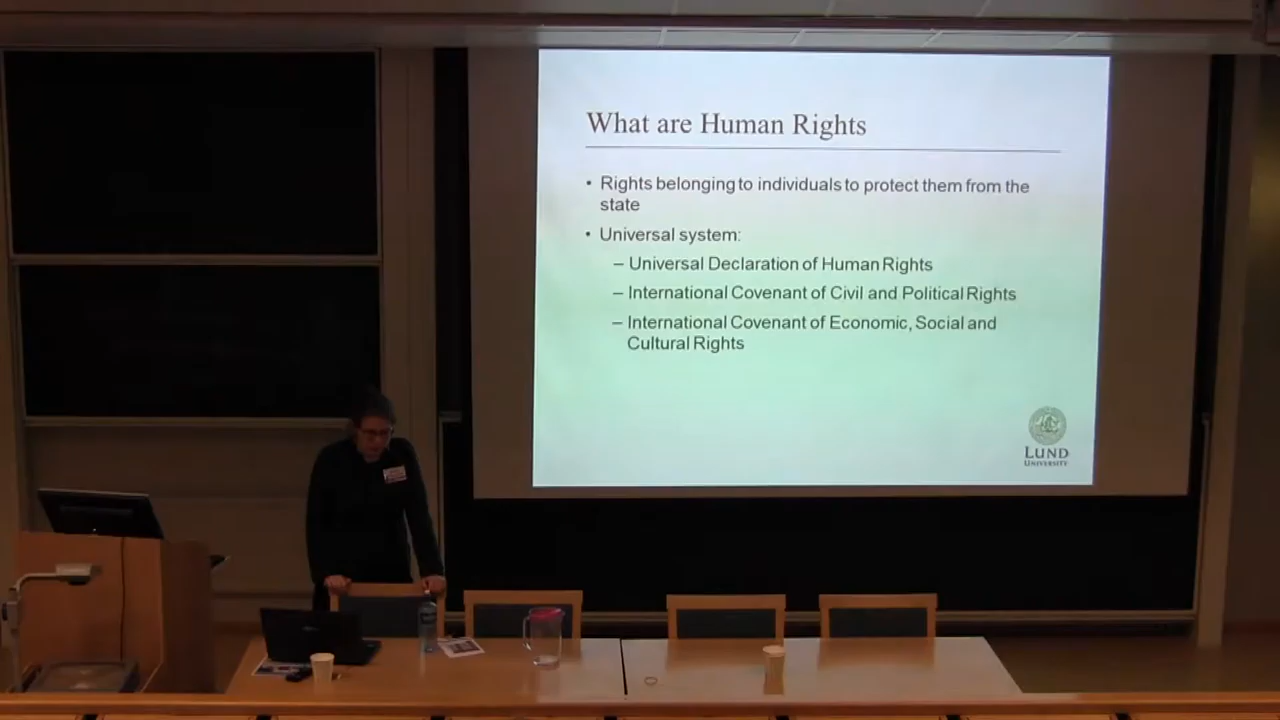 What are Human Rights
• Rights belonging to individuals to protect them from the
state
• Universal system:
– Universal Declaration of Human Rights
– International Covenant of Civil and Political Rights
– International Covenant of Economic, Social and
Cultural Rights
LUND
UNIVERSITY